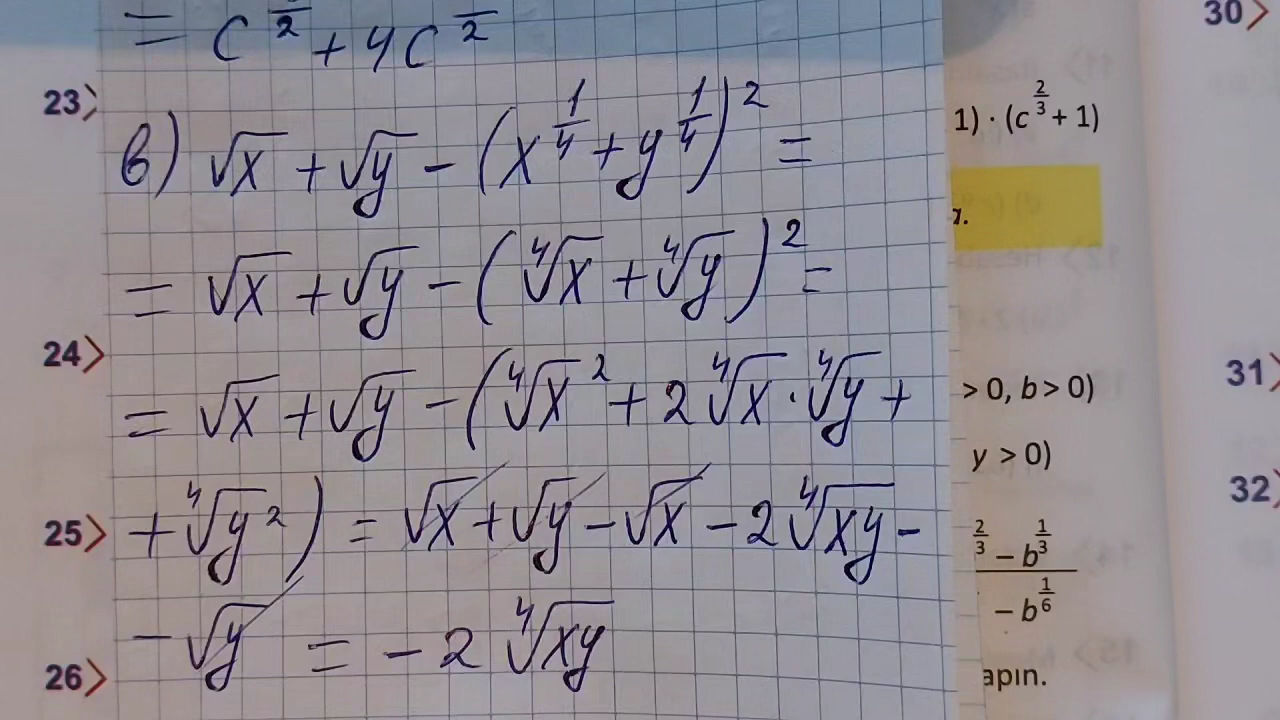 = c^(/2) + 4c^(/2)
23>
в) √x + √y − (x^(1/4) + y^(1/4))^2 =
= √x + √y − (⁴√x + ⁴√y)^2 =
24>
= √x + √y − (⁴√x^2 + 2 ⁴√x · ⁴√y +
25> + ⁴√y^2) = √x + √y − √x − 2 ⁴√xy −
− √y = − 2 ⁴√xy
26>
1) · (c^(2/3) + 1)
> 0, b > 0)
y > 0)
^(2/3) − b^(1/3)
− b^(1/6)
apın.
30>
31>
32>